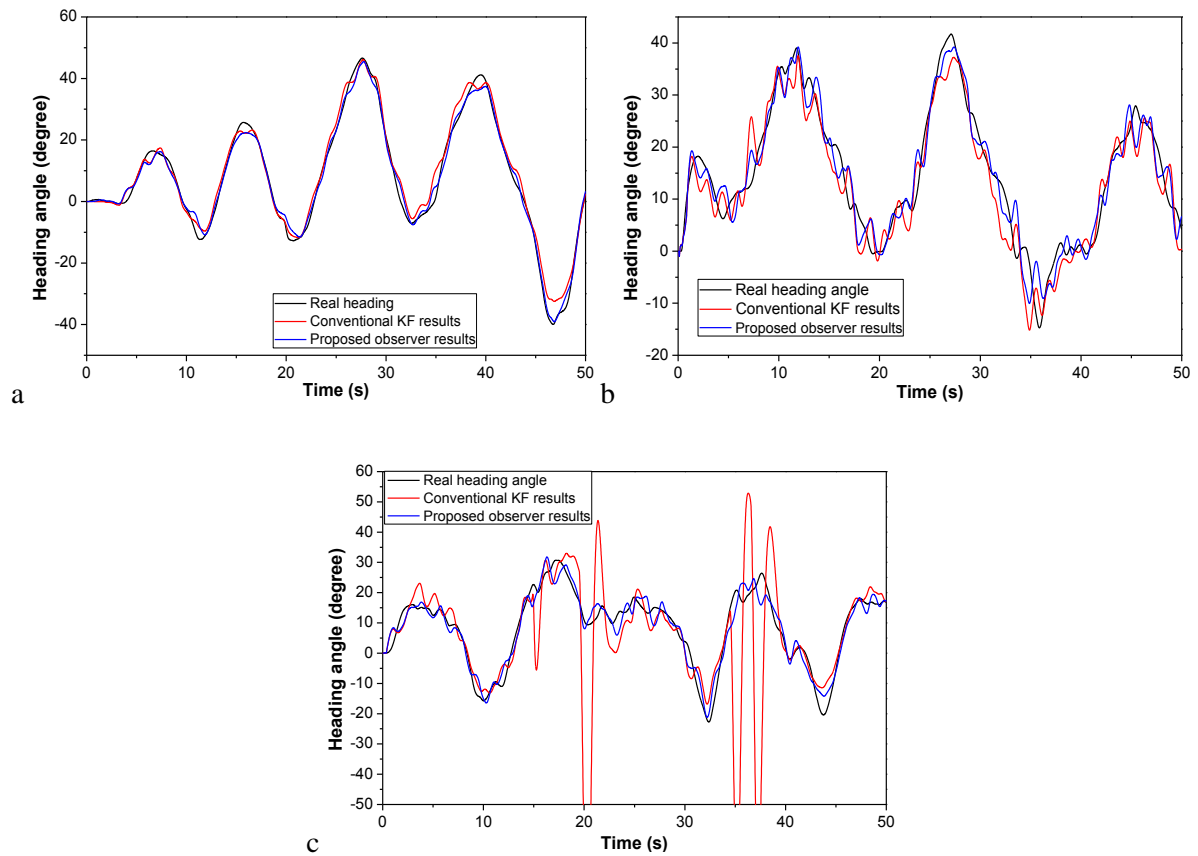 60
40
20
0
-20
-40
Heading angle (degree)
Real heading
Conventional KF results
Proposed observer results
0 10 20 30 40 50
Time (s)
a
40
30
20
10
0
-10
-20
Heading angle (degree)
Real heading angle
Conventional KF results
Proposed observer results
0 10 20 30 40 50
Time (s)
b
60
50
40
30
20
10
0
-10
-20
-30
-40
-50
Heading angle (degree)
Real heading angle
Conventional KF results
Proposed observer results
0 10 20 30 40 50
Time (s)
c